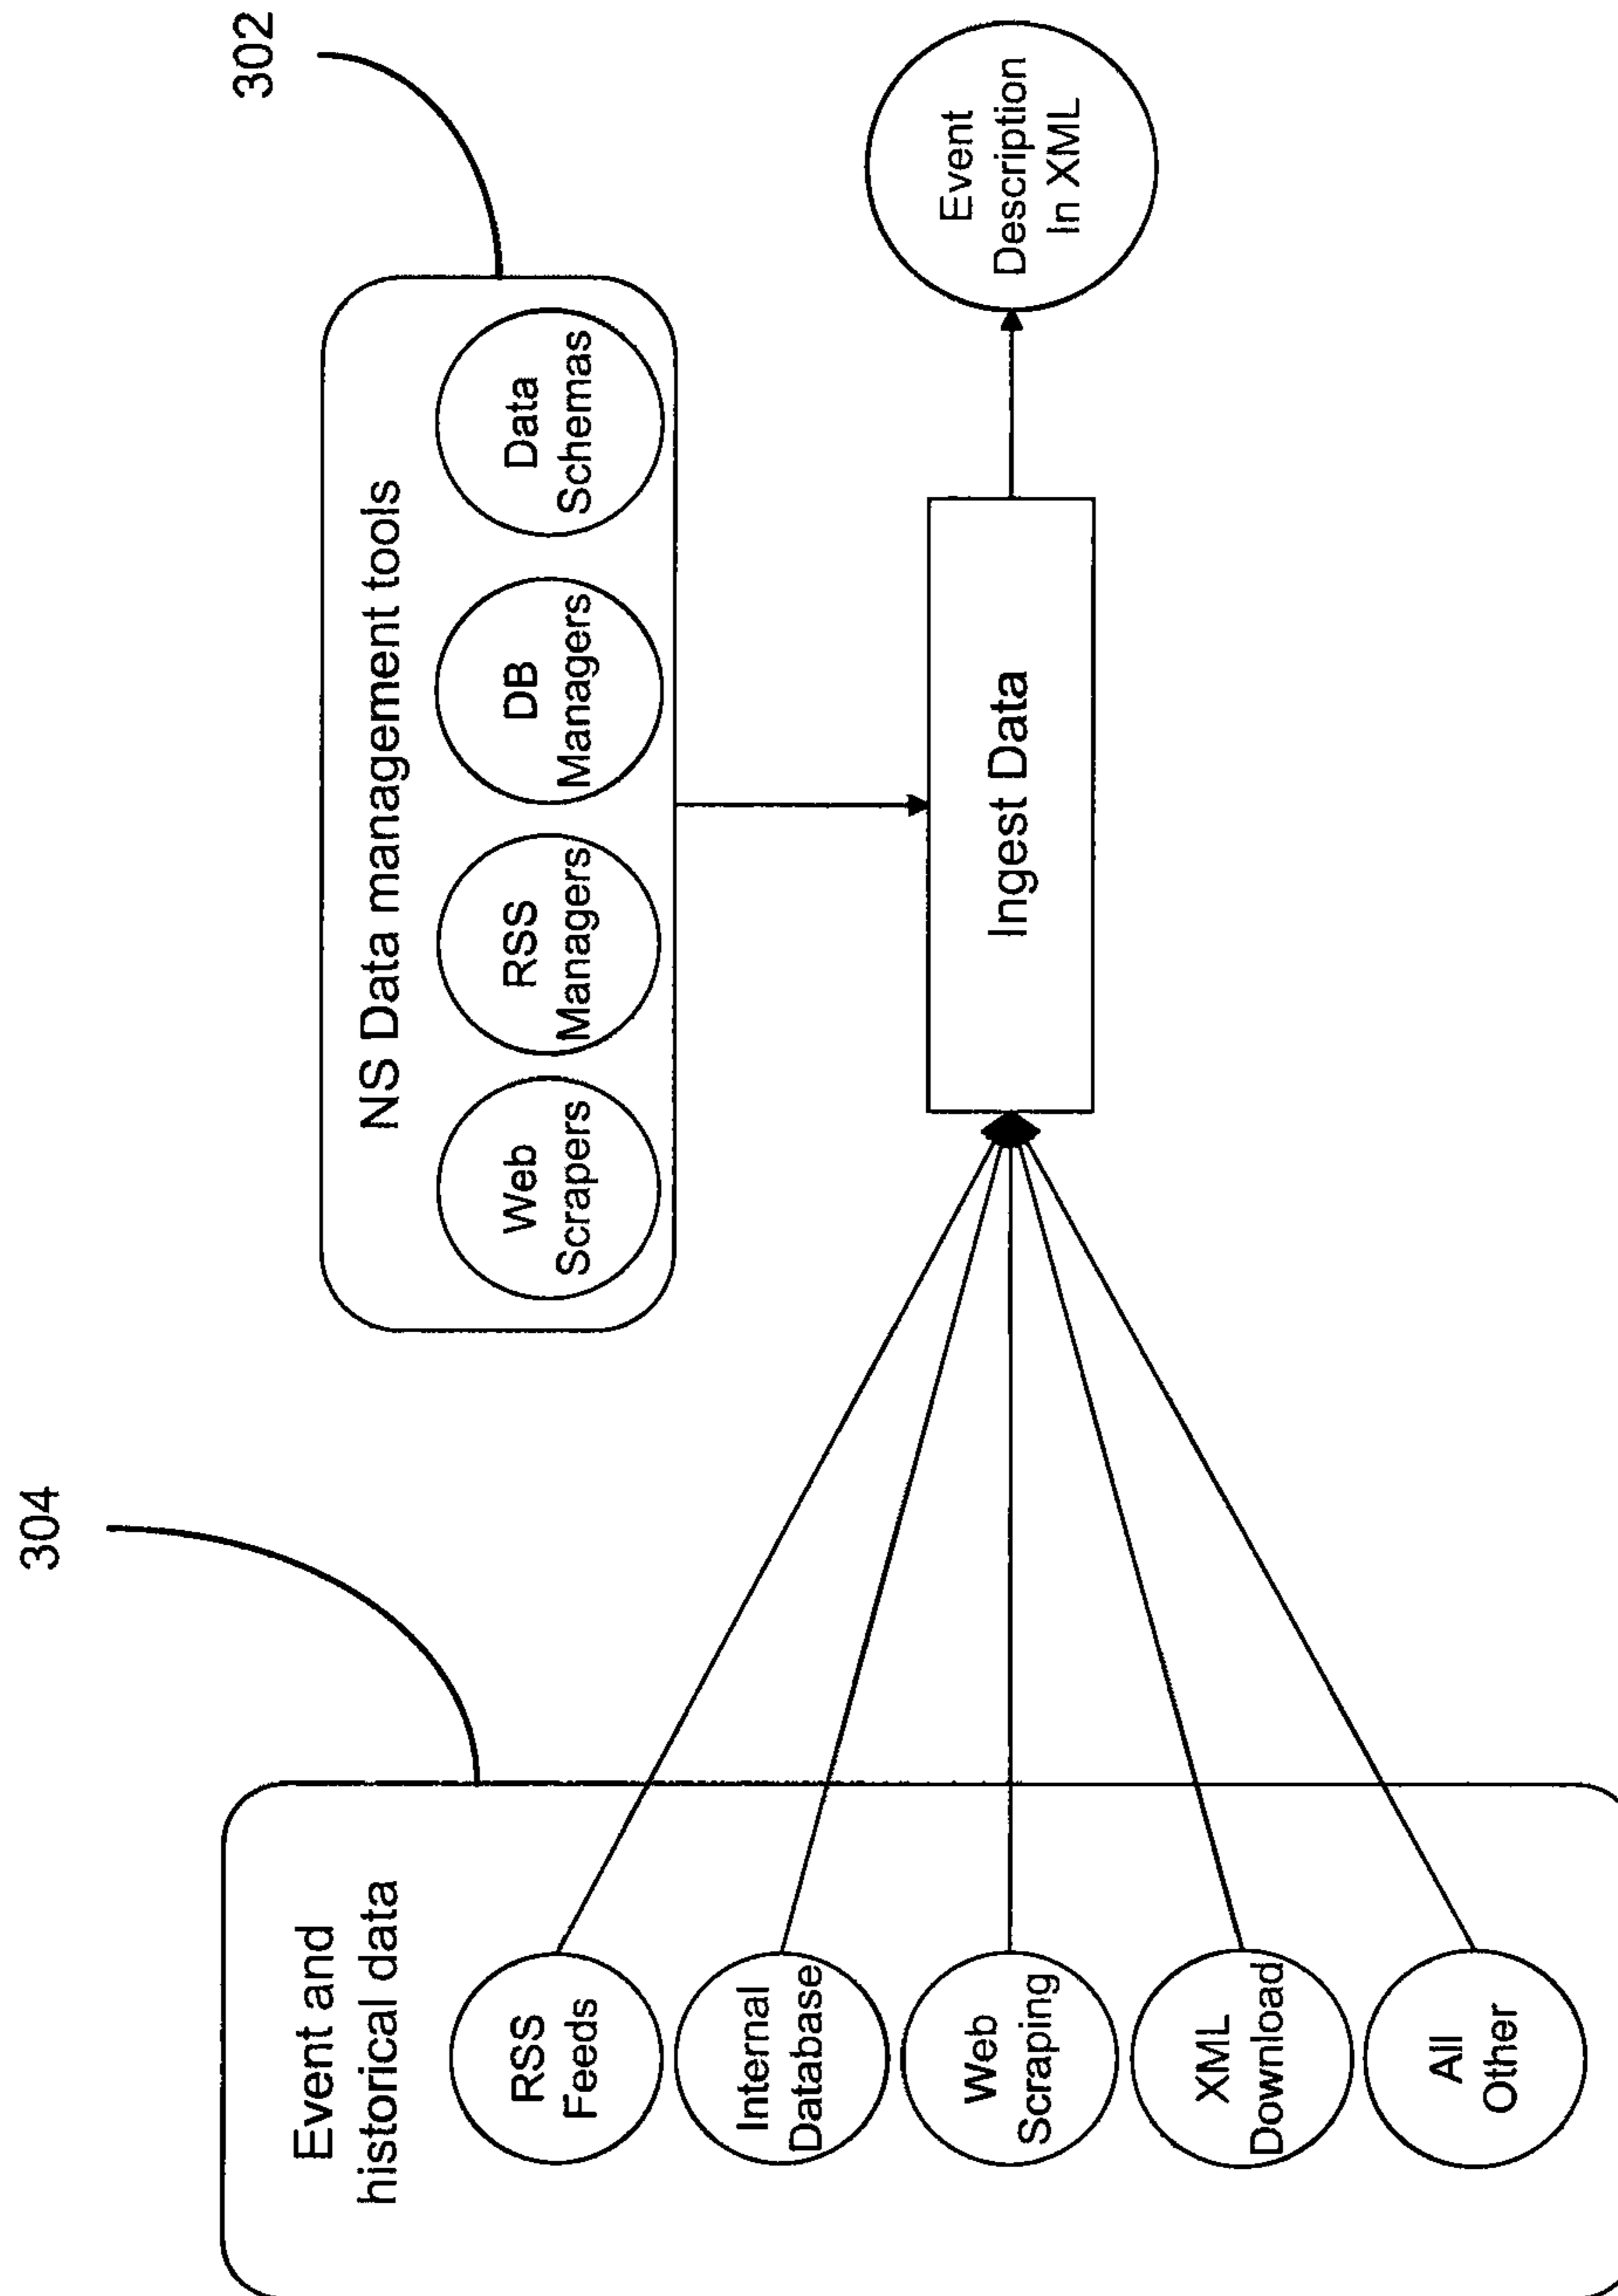 304
302
Event and
historical data
RSS
Feeds
Internal
Database
Web
Scraping
XML
Download
All
Other
NS Data management tools
Web
Scrapers
RSS
Managers
DB
Managers
Data
Schemas
Ingest Data
Event
Description
In XML